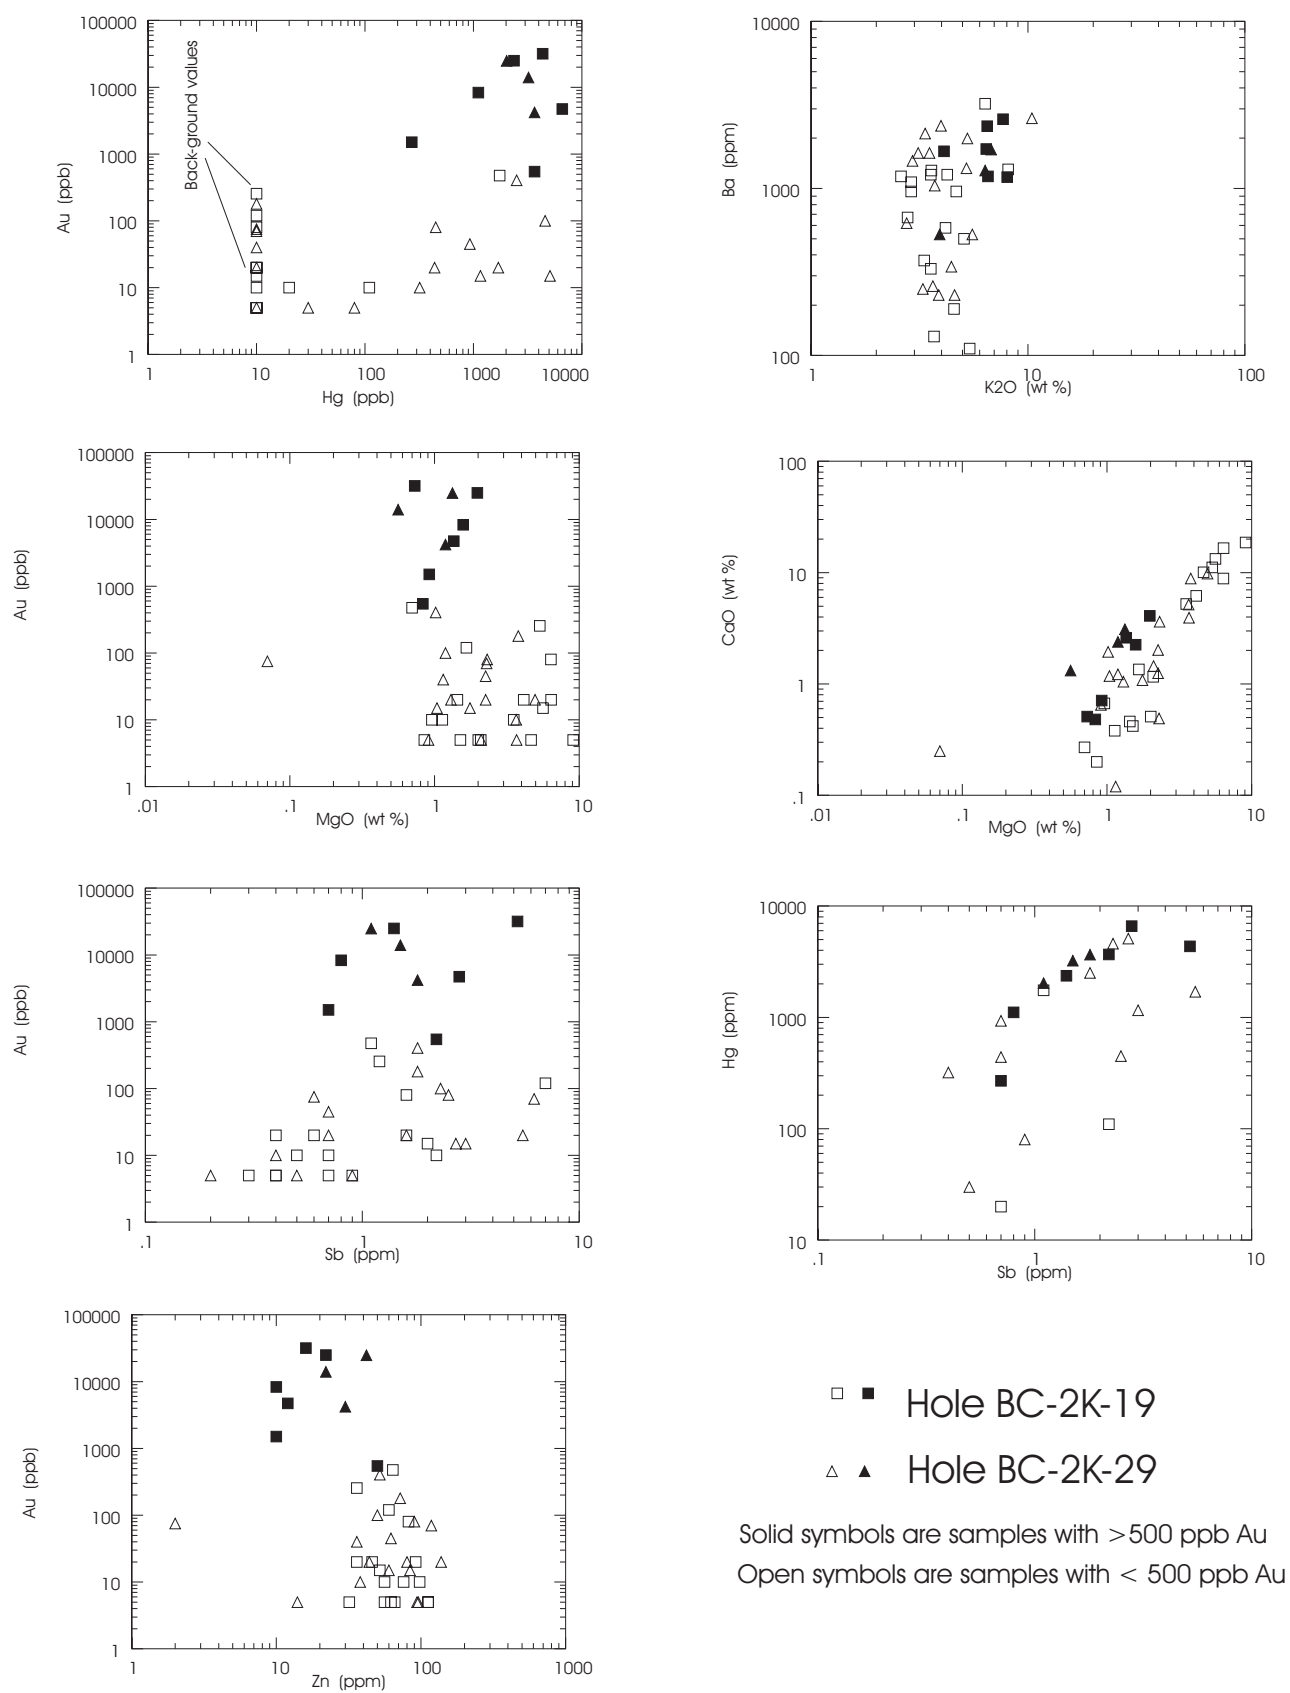 100000
10000
1000
100
10
1
Au (ppb)
Back-ground values
1 10 100 1000 10000
Hg (ppb)
10000
1000
100
Ba (ppm)
1 10 100
K2O (wt %)
100000
10000
1000
100
10
1
Au (ppb)
.01 .1 1 10
MgO (wt %)
100
10
1
.1
CaO (wt %)
.01 .1 1 10
MgO (wt %)
100000
10000
1000
100
10
1
Au (ppb)
.1 1 10
Sb (ppm)
10000
1000
100
10
Hg (ppm)
.1 1 10
Sb (ppm)
100000
10000
1000
100
10
1
Au (ppb)
1 10 100 1000
Zn (ppm)
Hole BC-2K-19
Hole BC-2K-29
Solid symbols are samples with >500 ppb Au
Open symbols are samples with < 500 ppb Au